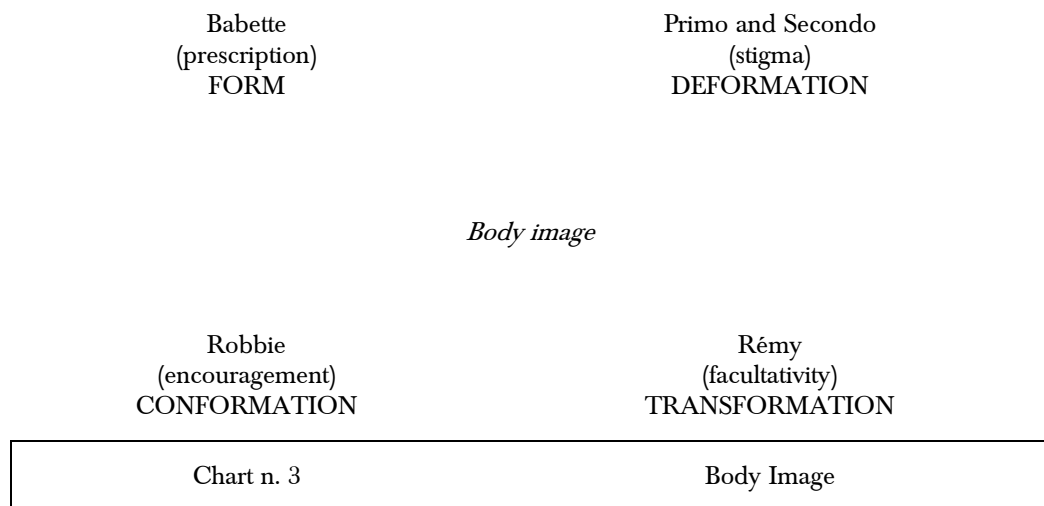 Babette
(prescription)
FORM
Primo and Secondo
(stigma)
DEFORMATION
Body image
Robbie
(encouragement)
CONFORMATION
Rémy
(facultativity)
TRANSFORMATION
Chart n. 3
Body Image